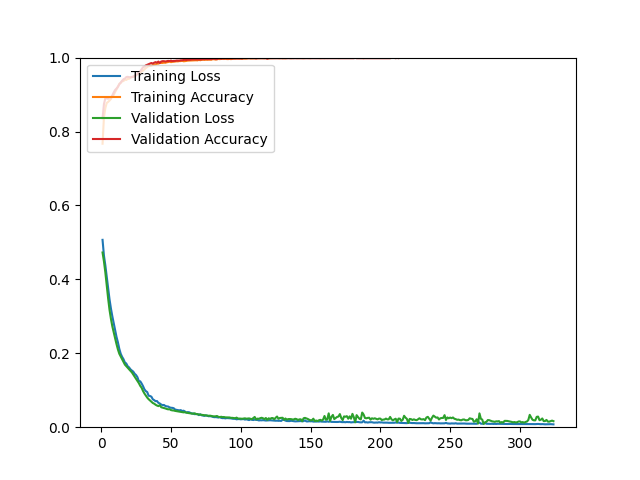 1.0
0.8
0.6
0.4
0.2
0.0
Training Loss
Training Accuracy
Validation Loss
Validation Accuracy
0 50 100 150 200 250 300